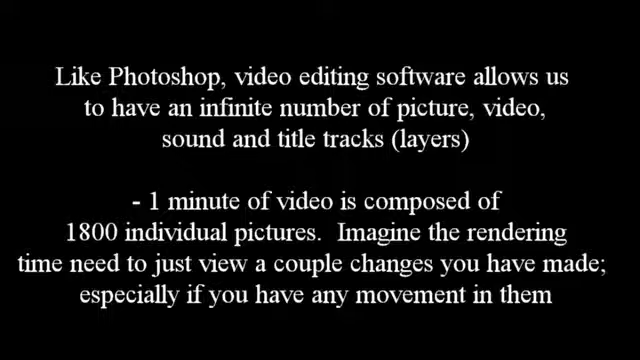 Like Photoshop, video editing software allows us
to have an infinite number of picture, video,
sound and title tracks (layers)
- 1 minute of video is composed of
1800 individual pictures.  Imagine the rendering
time need to just view a couple changes you have made;
especially if you have any movement in them